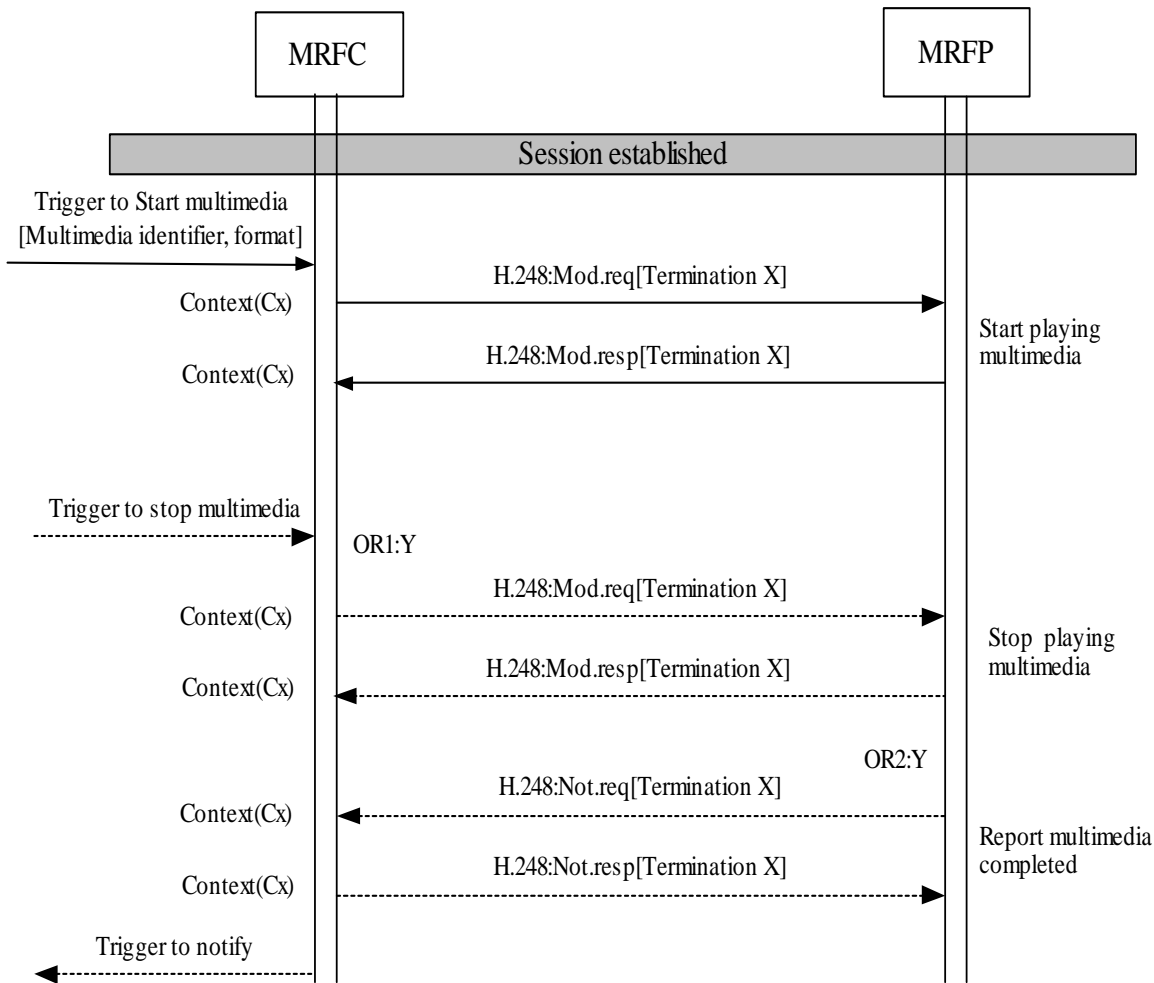 MRFC
MRFP
Session established
Trigger to Start multimedia
[Multimedia identifier, format]
H.248:Mod.req[Termination X]
Context(Cx)
Start playing
multimedia
H.248:Mod.resp[Termination X]
Context(Cx)
Trigger to stop multimedia
OR1:Y
H.248:Mod.req[Termination X]
Context(Cx)
Stop playing
multimedia
H.248:Mod.resp[Termination X]
Context(Cx)
OR2:Y
H.248:Not.req[Termination X]
Context(Cx)
Report multimedia
completed
H.248:Not.resp[Termination X]
Context(Cx)
Trigger to notify